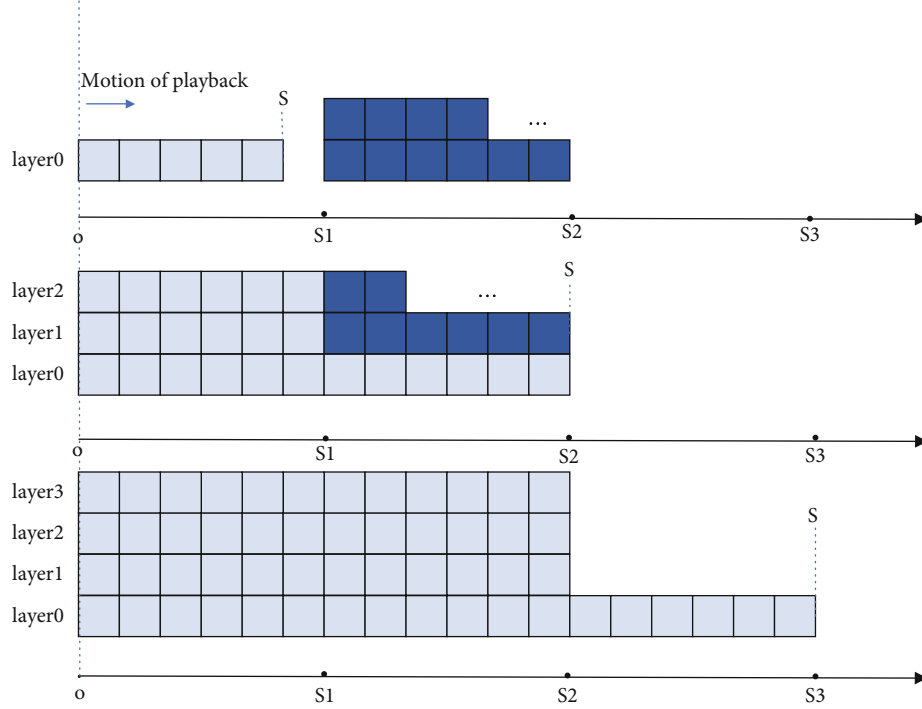 Motion of playback
S
...
layer0
o
S1
S2
S3
S
layer2
...
layer1
layer0
o
S1
S2
S3
layer3
S
layer2
layer1
layer0
o
S1
S2
S3